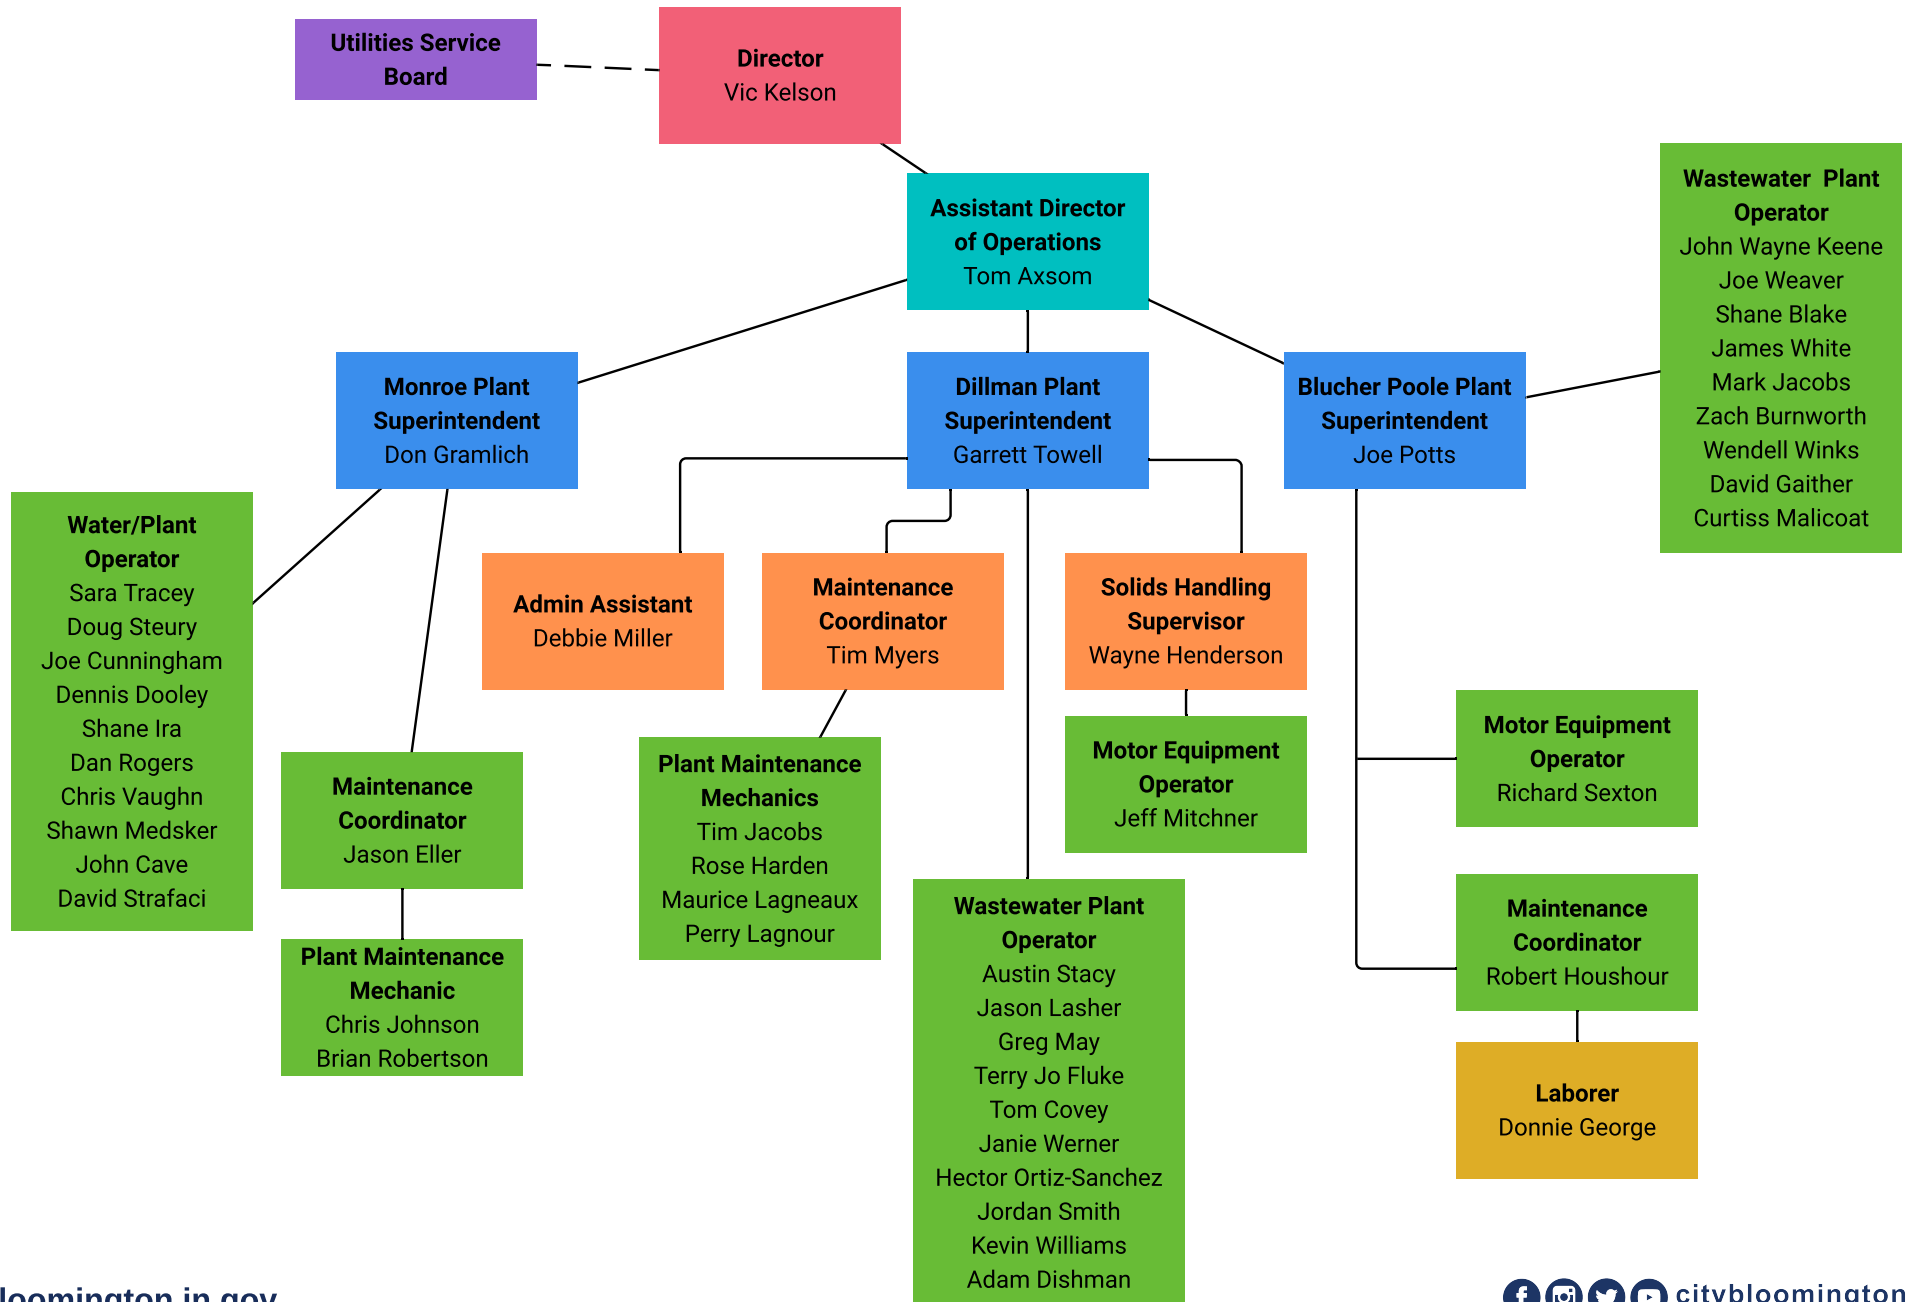 Utilities Service
Board
Director
Vic Kelson
Assistant Director
of Operations
Tom Axsom
Wastewater  Plant
Operator
John Wayne Keene
Joe Weaver
Shane Blake
James White
Mark Jacobs
Zach Burnworth
Wendell Winks
David Gaither
Curtiss Malicoat
Monroe Plant
Superintendent
Don Gramlich
Dillman Plant
Superintendent
Garrett Towell
Blucher Poole Plant
Superintendent
Joe Potts
Water/Plant
Operator
Sara Tracey
Doug Steury
Joe Cunningham
Dennis Dooley
Shane Ira
Dan Rogers
Chris Vaughn
Shawn Medsker
John Cave
David Strafaci
Admin Assistant
Debbie Miller
Maintenance
Coordinator
Tim Myers
Solids Handling
Supervisor
Wayne Henderson
Maintenance
Coordinator
Jason Eller
Plant Maintenance
Mechanics
Tim Jacobs
Rose Harden
Maurice Lagneaux
Perry Lagnour
Motor Equipment
Operator
Jeff Mitchner
Motor Equipment
Operator
Richard Sexton
Plant Maintenance
Mechanic
Chris Johnson
Brian Robertson
Wastewater Plant
Operator
Austin Stacy
Jason Lasher
Greg May
Terry Jo Fluke
Tom Covey
Janie Werner
Hector Ortiz-Sanchez
Jordan Smith
Kevin Williams
Adam Dishman
Maintenance
Coordinator
Robert Houshour
Laborer
Donnie George
loomington.in.gov
citybloomington